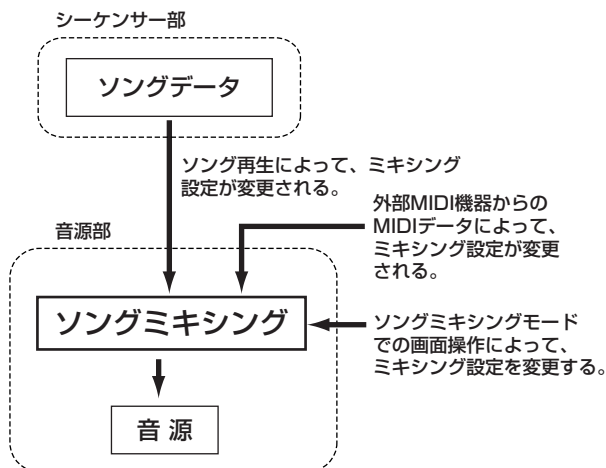 シーケンサー部
ソングデータ
ソング再生によって、ミキシング
設定が変更される。
外部MIDI機器からの
MIDIデータによって、
ミキシング設定が変更
される。
音源部
ソングミキシング
ソングミキシングモード
での画面操作によって、
ミキシング設定を変更する。
音 源